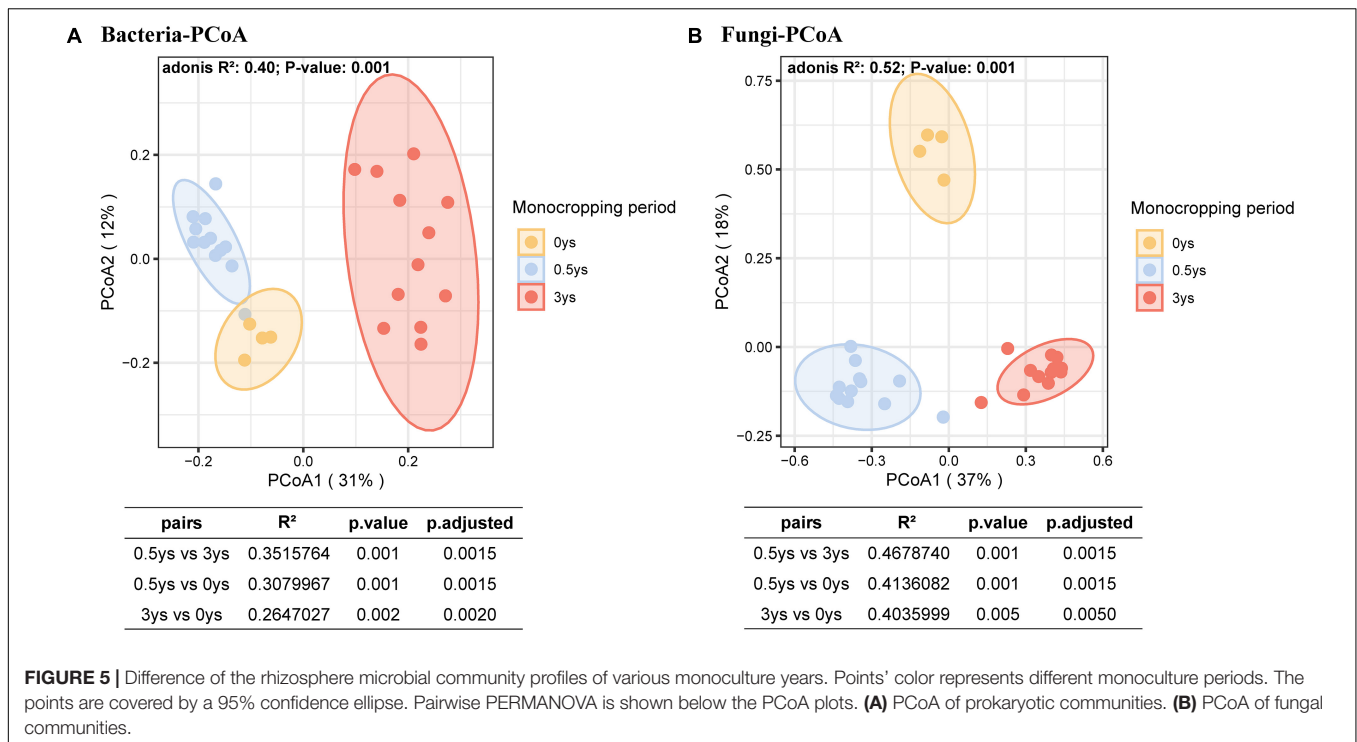 A Bacteria-PCoA
adonis R²: 0.40; P-value: 0.001
0.2
0.0
−0.2
PCoA2 ( 12% )
−0.2 0.0 0.2
PCoA1 ( 31% )
Monocropping period
0ys
0.5ys
3ys
pairs R² p.value p.adjusted
0.5ys vs 3ys 0.3515764 0.001 0.0015
0.5ys vs 0ys 0.3079967 0.001 0.0015
3ys vs 0ys 0.2647027 0.002 0.0020
B Fungi-PCoA
adonis R²: 0.52; P-value: 0.001
0.75
0.50
0.25
0.00
−0.25
PCoA2 ( 18% )
−0.6 −0.3 0.0 0.3 0.6
PCoA1 ( 37% )
Monocropping period
0ys
0.5ys
3ys
pairs R² p.value p.adjusted
0.5ys vs 3ys 0.4678740 0.001 0.0015
0.5ys vs 0ys 0.4136082 0.001 0.0015
3ys vs 0ys 0.4035999 0.005 0.0050
FIGURE 5 | Difference of the rhizosphere microbial community profiles of various monoculture years. Points' color represents different monoculture periods. The
points are covered by a 95% confidence ellipse. Pairwise PERMANOVA is shown below the PCoA plots. (A) PCoA of prokaryotic communities. (B) PCoA of fungal
communities.